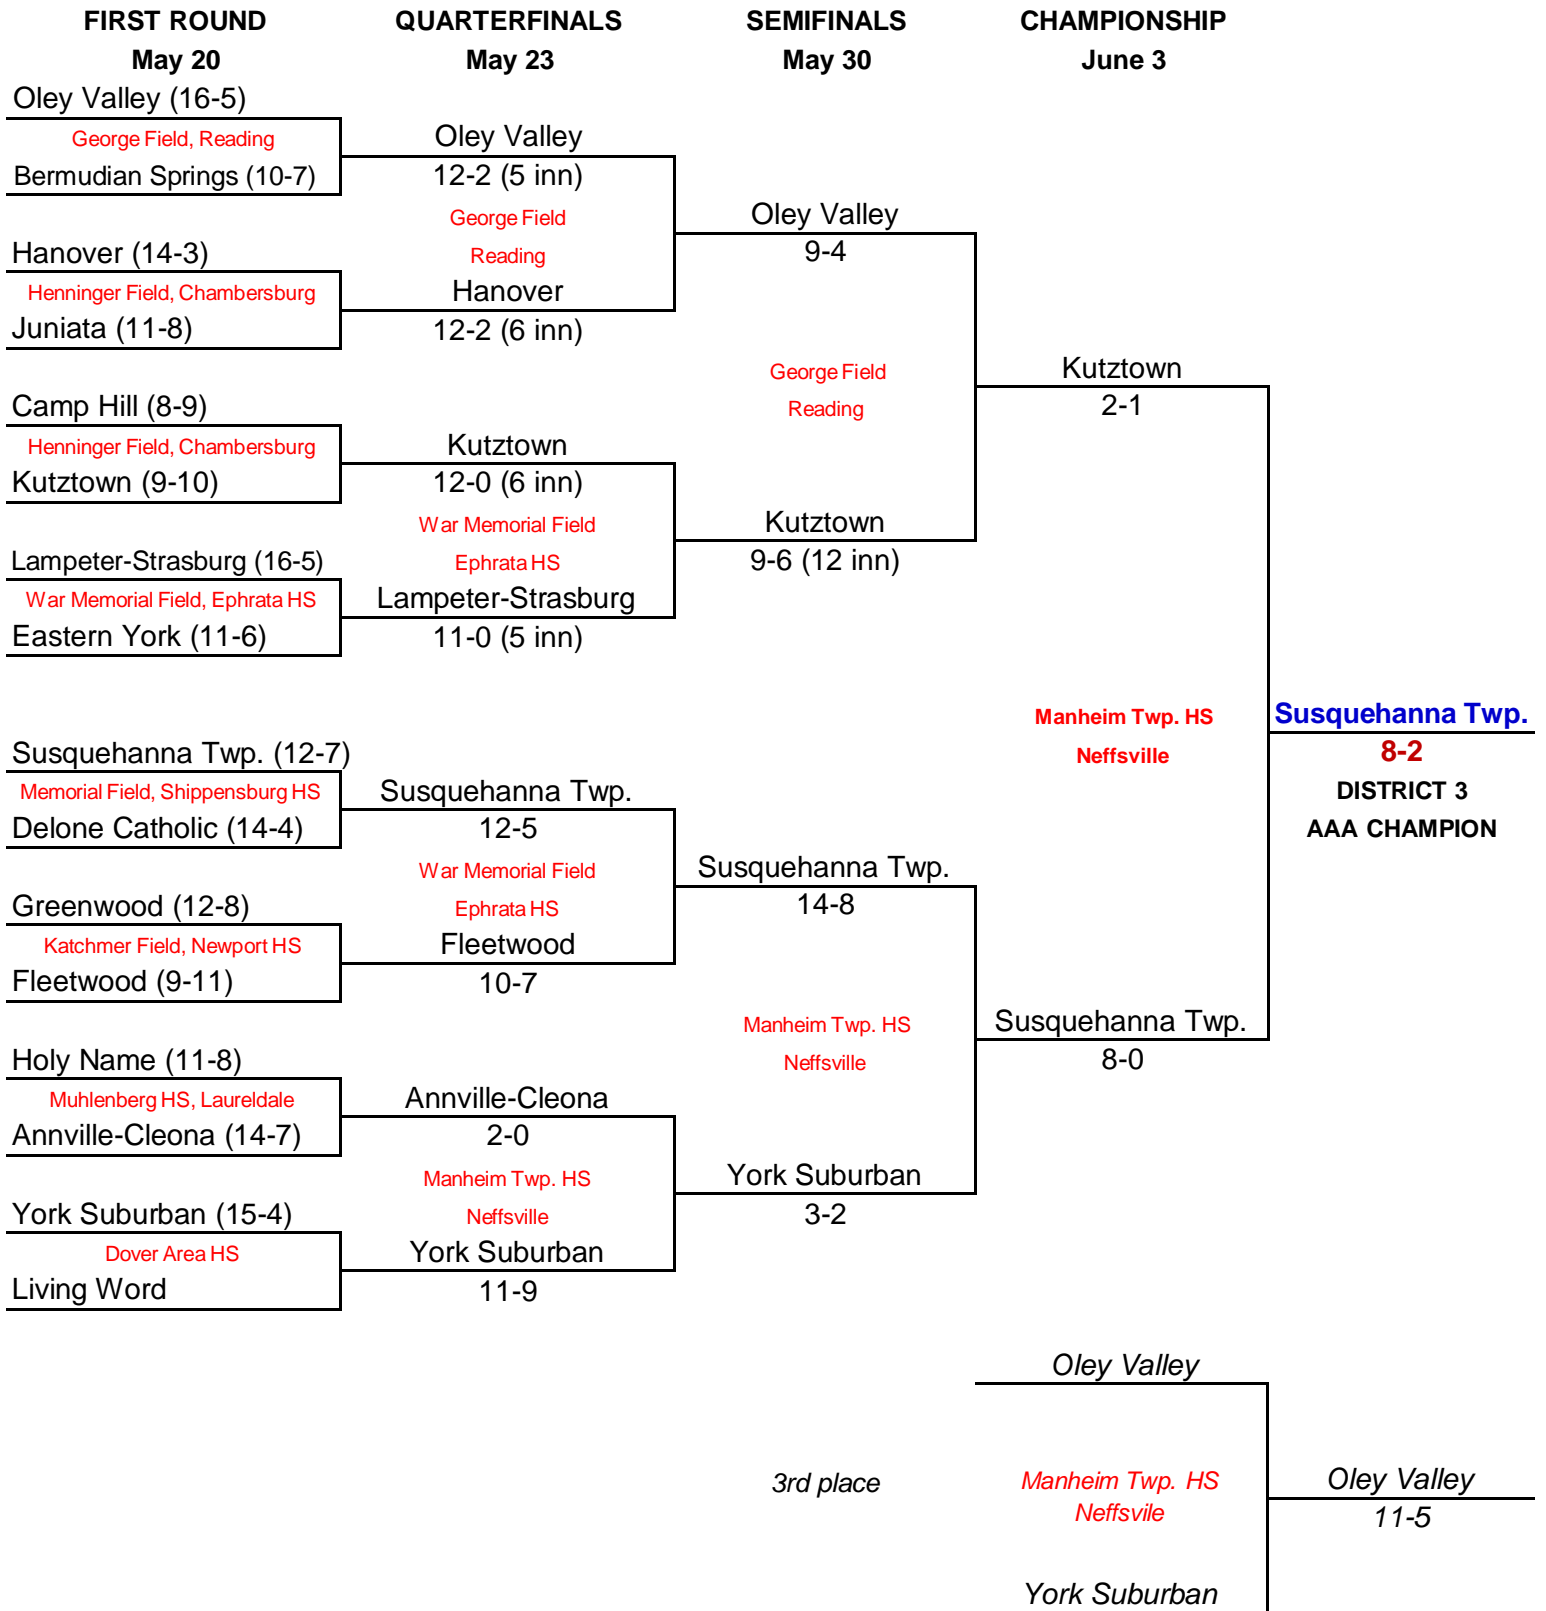 FIRST ROUND QUARTERFINALS SEMIFINALS CHAMPIONSHIP
May 20 May 23 May 30 June 3
Oley Valley (16-5)
George Field, Reading
Bermudian Springs (10-7)
Hanover (14-3)
Henninger Field, Chambersburg
Juniata (11-8)
Camp Hill (8-9)
Henninger Field, Chambersburg
Kutztown (9-10)
Lampeter-Strasburg (16-5)
War Memorial Field, Ephrata HS
Eastern York (11-6)
Susquehanna Twp. (12-7)
Memorial Field, Shippensburg HS
Delone Catholic (14-4)
Greenwood (12-8)
Katchmer Field, Newport HS
Fleetwood (9-11)
Holy Name (11-8)
Muhlenberg HS, Laureldale
Annville-Cleona (14-7)
York Suburban (15-4)
Dover Area HS
Living Word
Oley Valley
12-2 (5 inn)
George Field
Reading
Hanover
12-2 (6 inn)
Kutztown
12-0 (6 inn)
War Memorial Field
Ephrata HS
Lampeter-Strasburg
11-0 (5 inn)
Susquehanna Twp.
12-5
War Memorial Field
Ephrata HS
Fleetwood
10-7
Annville-Cleona
2-0
Manheim Twp. HS
Neffsville
York Suburban
11-9
Oley Valley
9-4
George Field
Reading
Kutztown
9-6 (12 inn)
Susquehanna Twp.
14-8
Manheim Twp. HS
Neffsville
York Suburban
3-2
Kutztown
2-1
Manheim Twp. HS
Neffsville
Susquehanna Twp.
8-0
Susquehanna Twp.
8-2
DISTRICT 3
AAA CHAMPION
3rd place
Oley Valley
Manheim Twp. HS
Neffsvile
York Suburban
Oley Valley
11-5